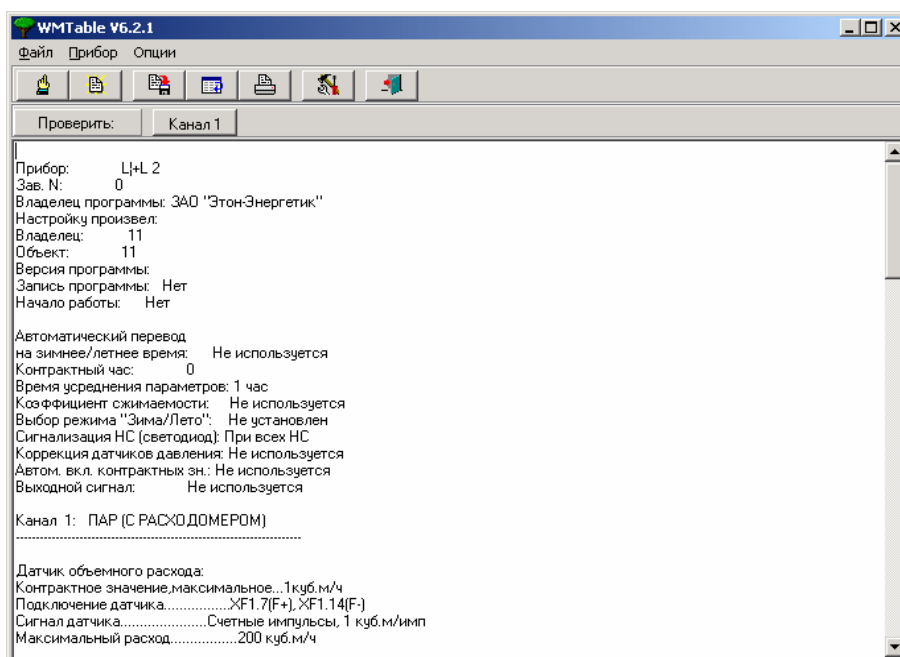 WMTable V6.2.1
Файл Прибор Опции
Проверить: Канал 1
Прибор: L¦+L 2
Зав. N: 0
Владелец программы: ЗАО "Этон-Энергетик"
Настройку произвел:
Владелец: 11
Объект: 11
Версия программы:
Запись программы: Нет
Начало работы: Нет
Автоматический перевод
на зимнее/летнее время: Не используется
Контрактный час: 0
Время усреднения параметров: 1 час
Коэффициент сжимаемости: Не используется
Выбор режима "Зима/Лето": Не установлен
Сигнализация НС (светодиод): При всех НС
Коррекция датчиков давления: Не используется
Автом. вкл. контрактных зн.: Не используется
Выходной сигнал: Не используется
Канал 1: ПАР (С РАСХОДОМЕРОМ)
--------------------------------------------------------------------
Датчик объемного расхода:
Контрактное значение,максимальное...1куб.м/ч
Подключение датчика................XF1.7(F+), XF1.14(F-)
Сигнал датчика.....................Счетные импульсы, 1 куб.м/имп
Максимальный расход................200 куб.м/ч